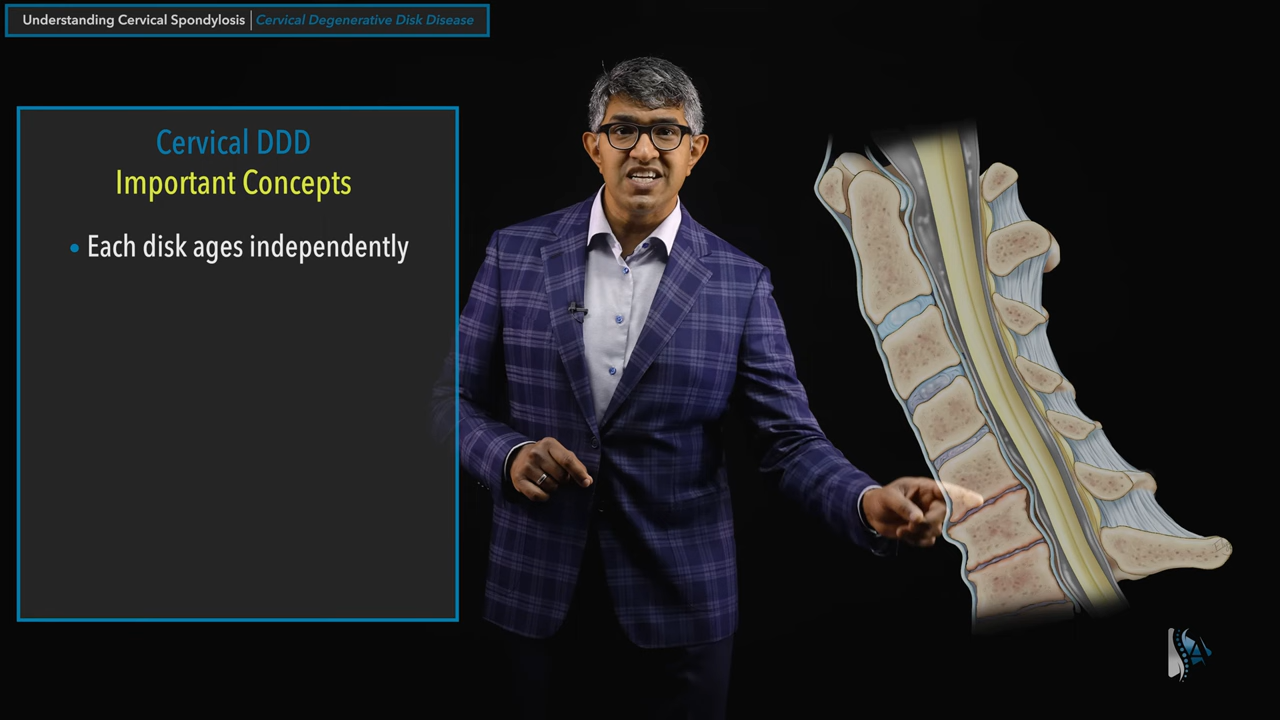 Understanding Cervical Spondylosis | Cervical Degenerative Disk Disease
Cervical DDD
Important Concepts
• Each disk ages independently